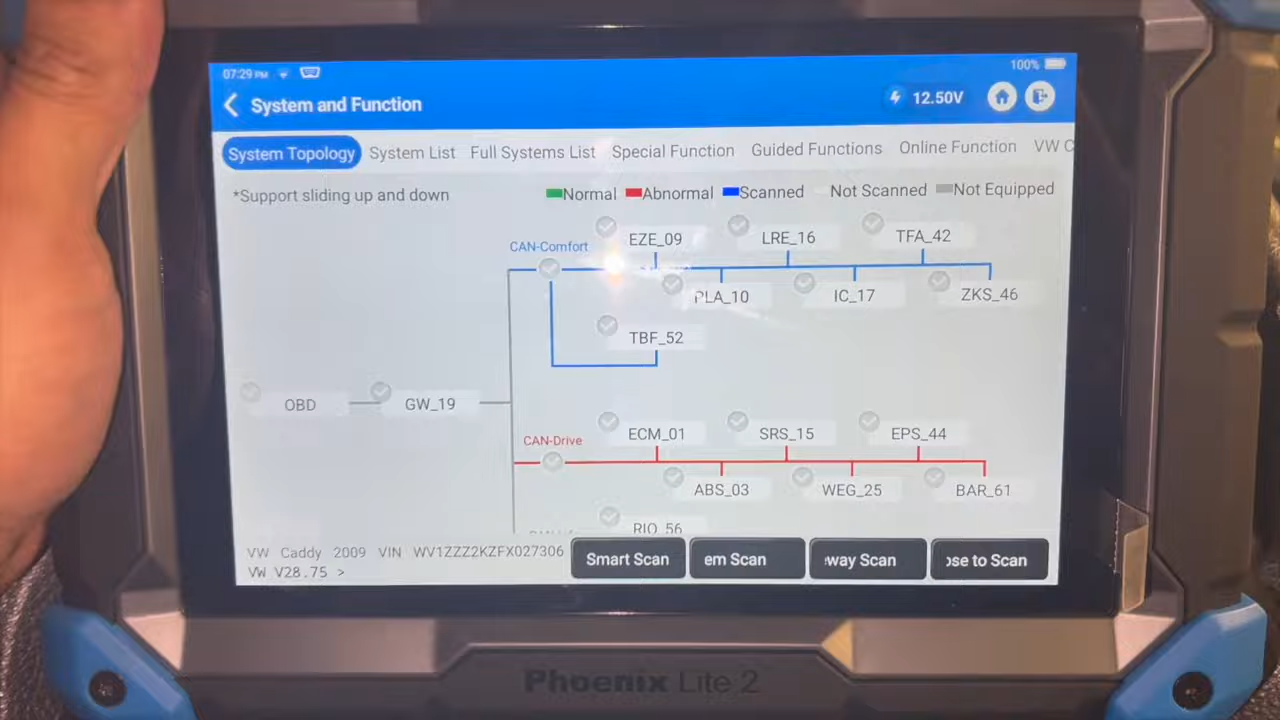 07:29 PM
100%
System and Function
12.50V
System Topology System List Full Systems List Special Function Guided Functions Online Function VW C
*Support sliding up and down
Normal Abnormal Scanned Not Scanned Not Equipped
CAN-Comfort
EZE_09 LRE_16 TFA_42
PLA_10 IC_17 ZKS_46
TBF_52
OBD GW_19
CAN-Drive
ECM_01 SRS_15 EPS_44
ABS_03 WEG_25 BAR_61
RIO_56
VW Caddy 2009 VIN WV1ZZZ2KZFX027306
VW V28.75 >
Smart Scan em Scan way Scan ose to Scan
Phoenix Lite 2